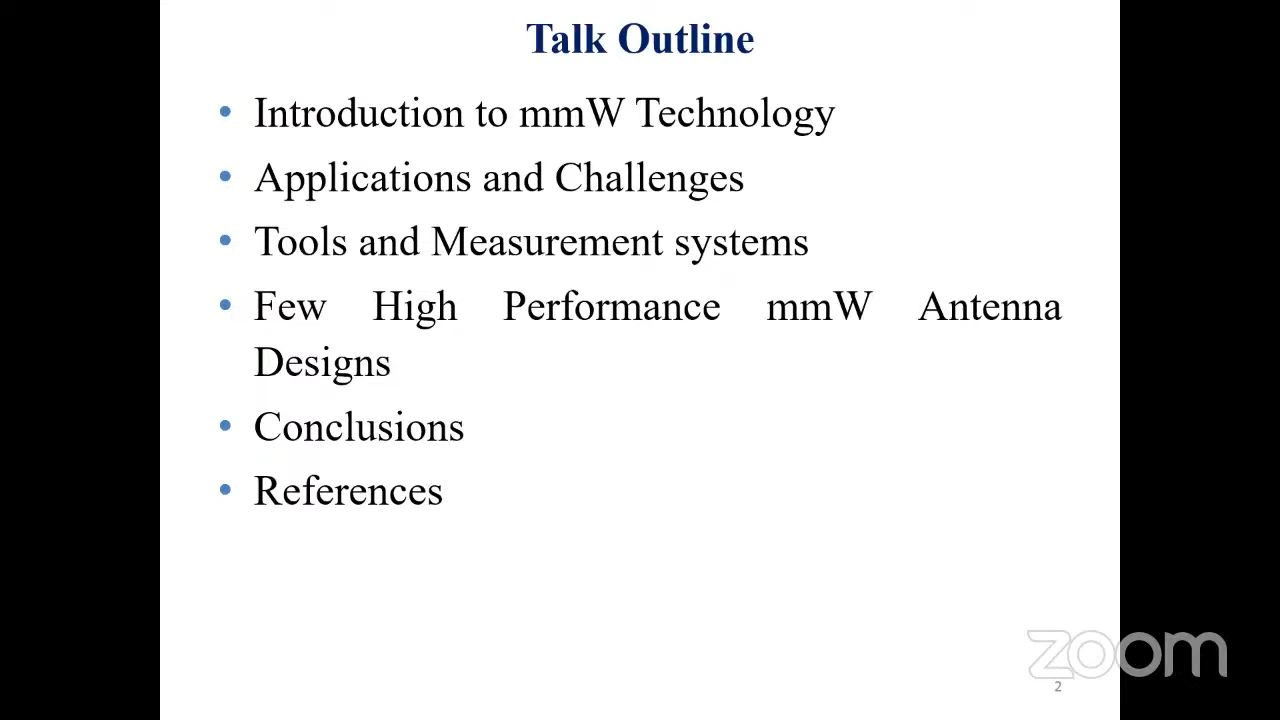 Talk Outline
• Introduction to mmW Technology
• Applications and Challenges
• Tools and Measurement systems
• Few High Performance mmW Antenna
Designs
• Conclusions
• References
zoom
2